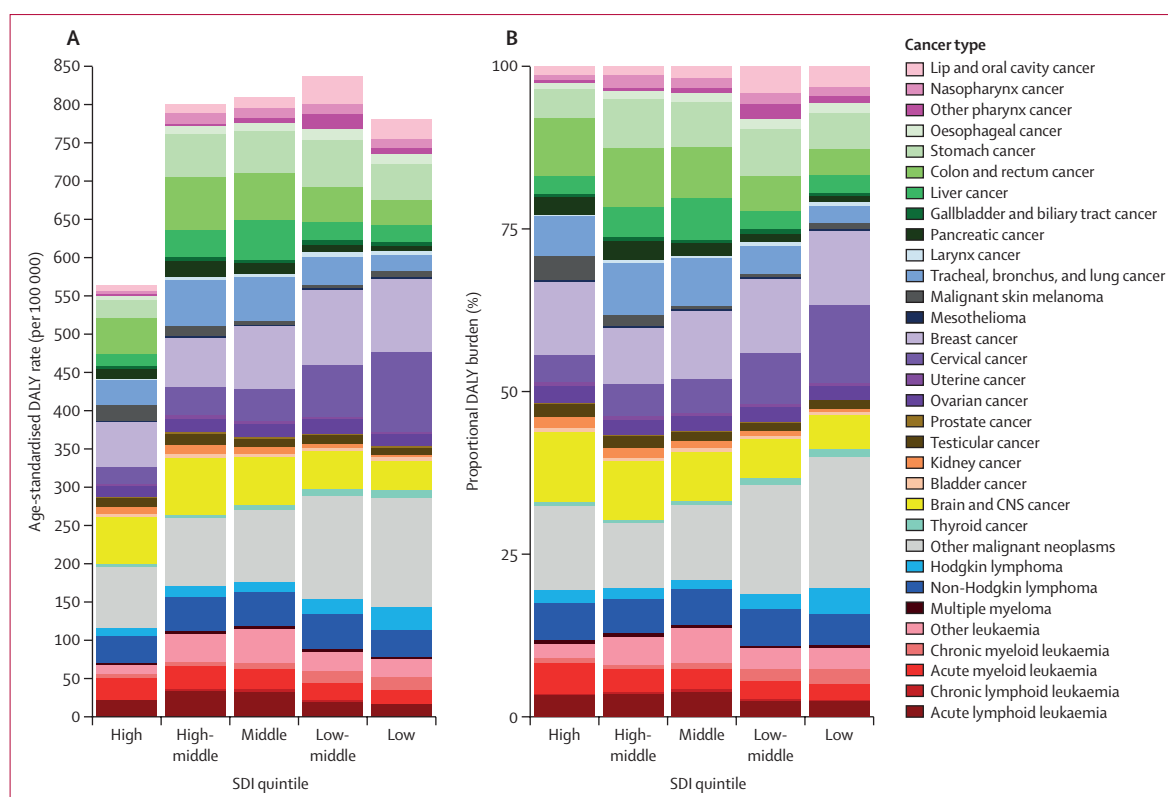 A
Age-standardised DALY rate (per 100 000)
850
800
750
700
650
600
550
500
450
400
350
300
250
200
150
100
50
0
High
High-
middle
Middle
Low-
middle
Low
SDI quintile
B
Proportional DALY burden (%)
100
75
50
25
0
High
High-
middle
Middle
Low-
middle
Low
SDI quintile
Cancer type
Lip and oral cavity cancer
Nasopharynx cancer
Other pharynx cancer
Oesophageal cancer
Stomach cancer
Colon and rectum cancer
Liver cancer
Gallbladder and biliary tract cancer
Pancreatic cancer
Larynx cancer
Tracheal, bronchus, and lung cancer
Malignant skin melanoma
Mesothelioma
Breast cancer
Cervical cancer
Uterine cancer
Ovarian cancer
Prostate cancer
Testicular cancer
Kidney cancer
Bladder cancer
Brain and CNS cancer
Thyroid cancer
Other malignant neoplasms
Hodgkin lymphoma
Non-Hodgkin lymphoma
Multiple myeloma
Other leukaemia
Chronic myeloid leukaemia
Acute myeloid leukaemia
Chronic lymphoid leukaemia
Acute lymphoid leukaemia